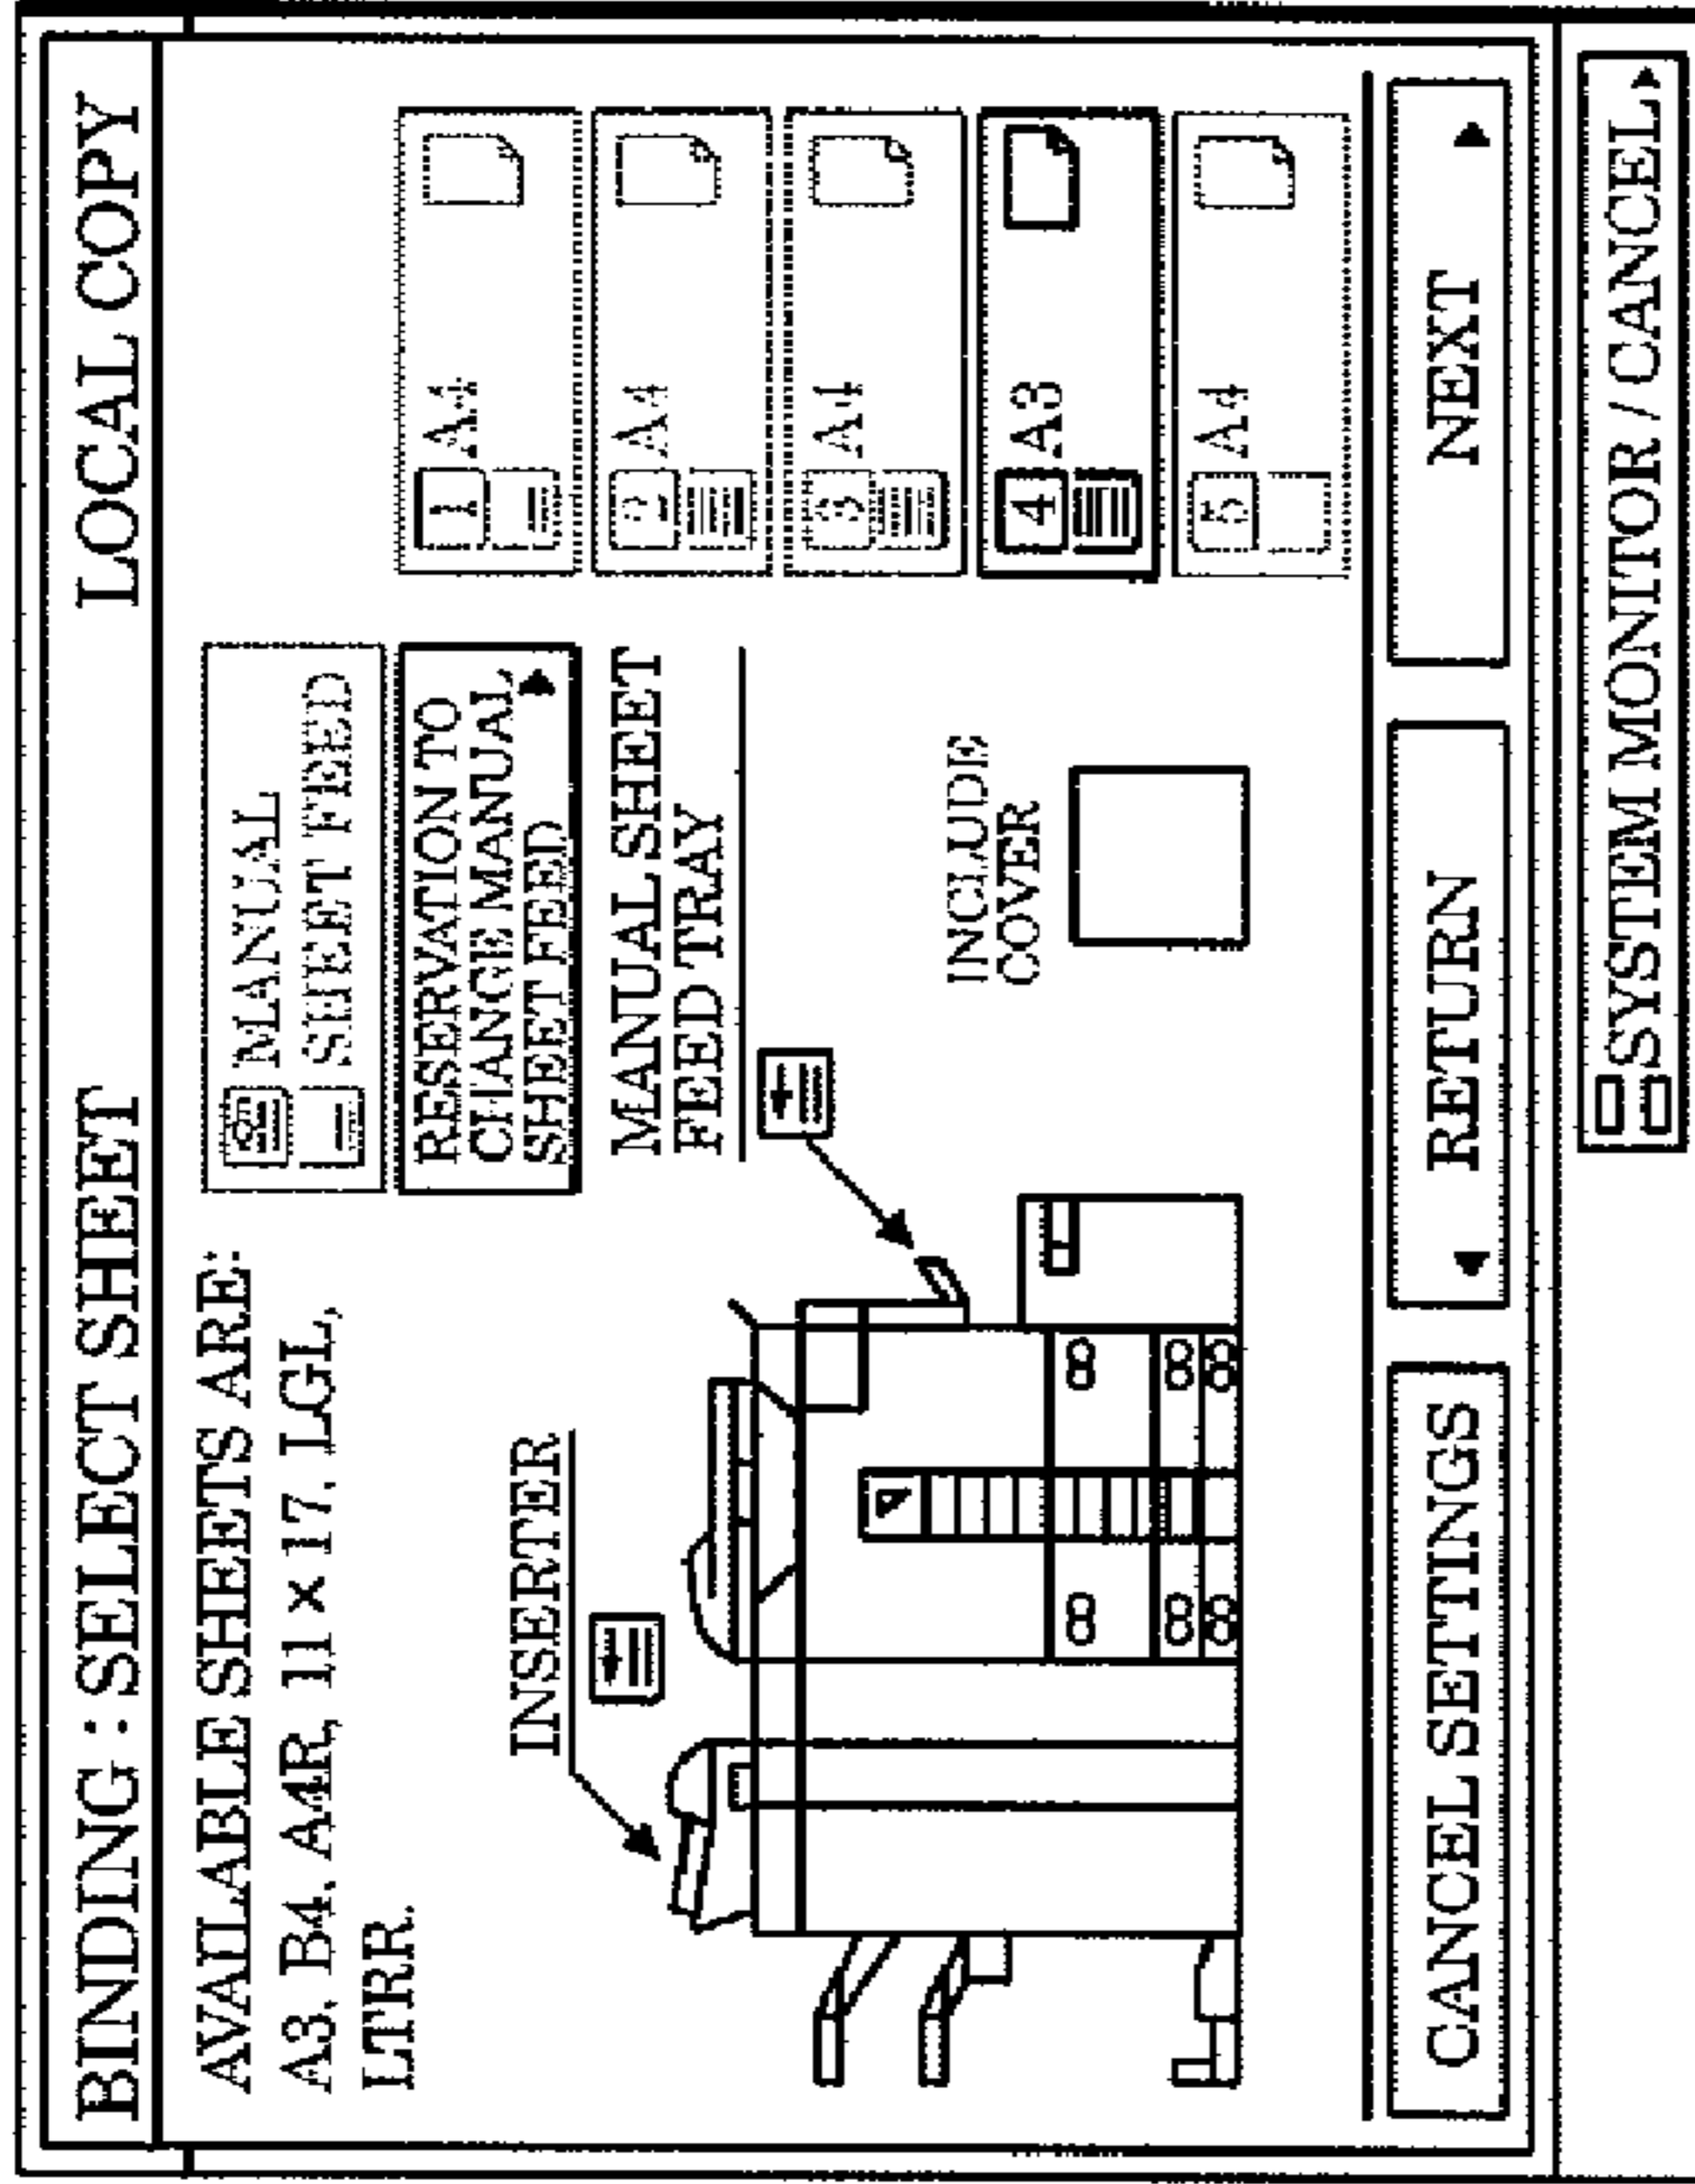 BINDING : SELECT SHEET
LOCAL COPY
AVAILABLE SHEETS ARE:
A3. B4. A4R, 11 × 17. LGL,
LTRR.
MANUAL
SHEET FEED
RESERVATION TO
CHANGE MANUAL
SHEET FEED
INSERTER
MANUAL SHEET
FEED TRAY
INCLUDE
COVER
1 A4
2 A4
3 A4
4 A3
5 A4
CANCEL SETTINGS
RETURN
NEXT
SYSTEM MONITOR / CANCEL